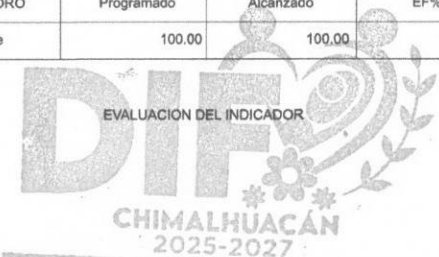 ORO Programado Alcanzado EF%
e 100.00 100.00
EVALUACION DEL INDICADOR
DIF
CHIMALHUACÁN
2025-2027